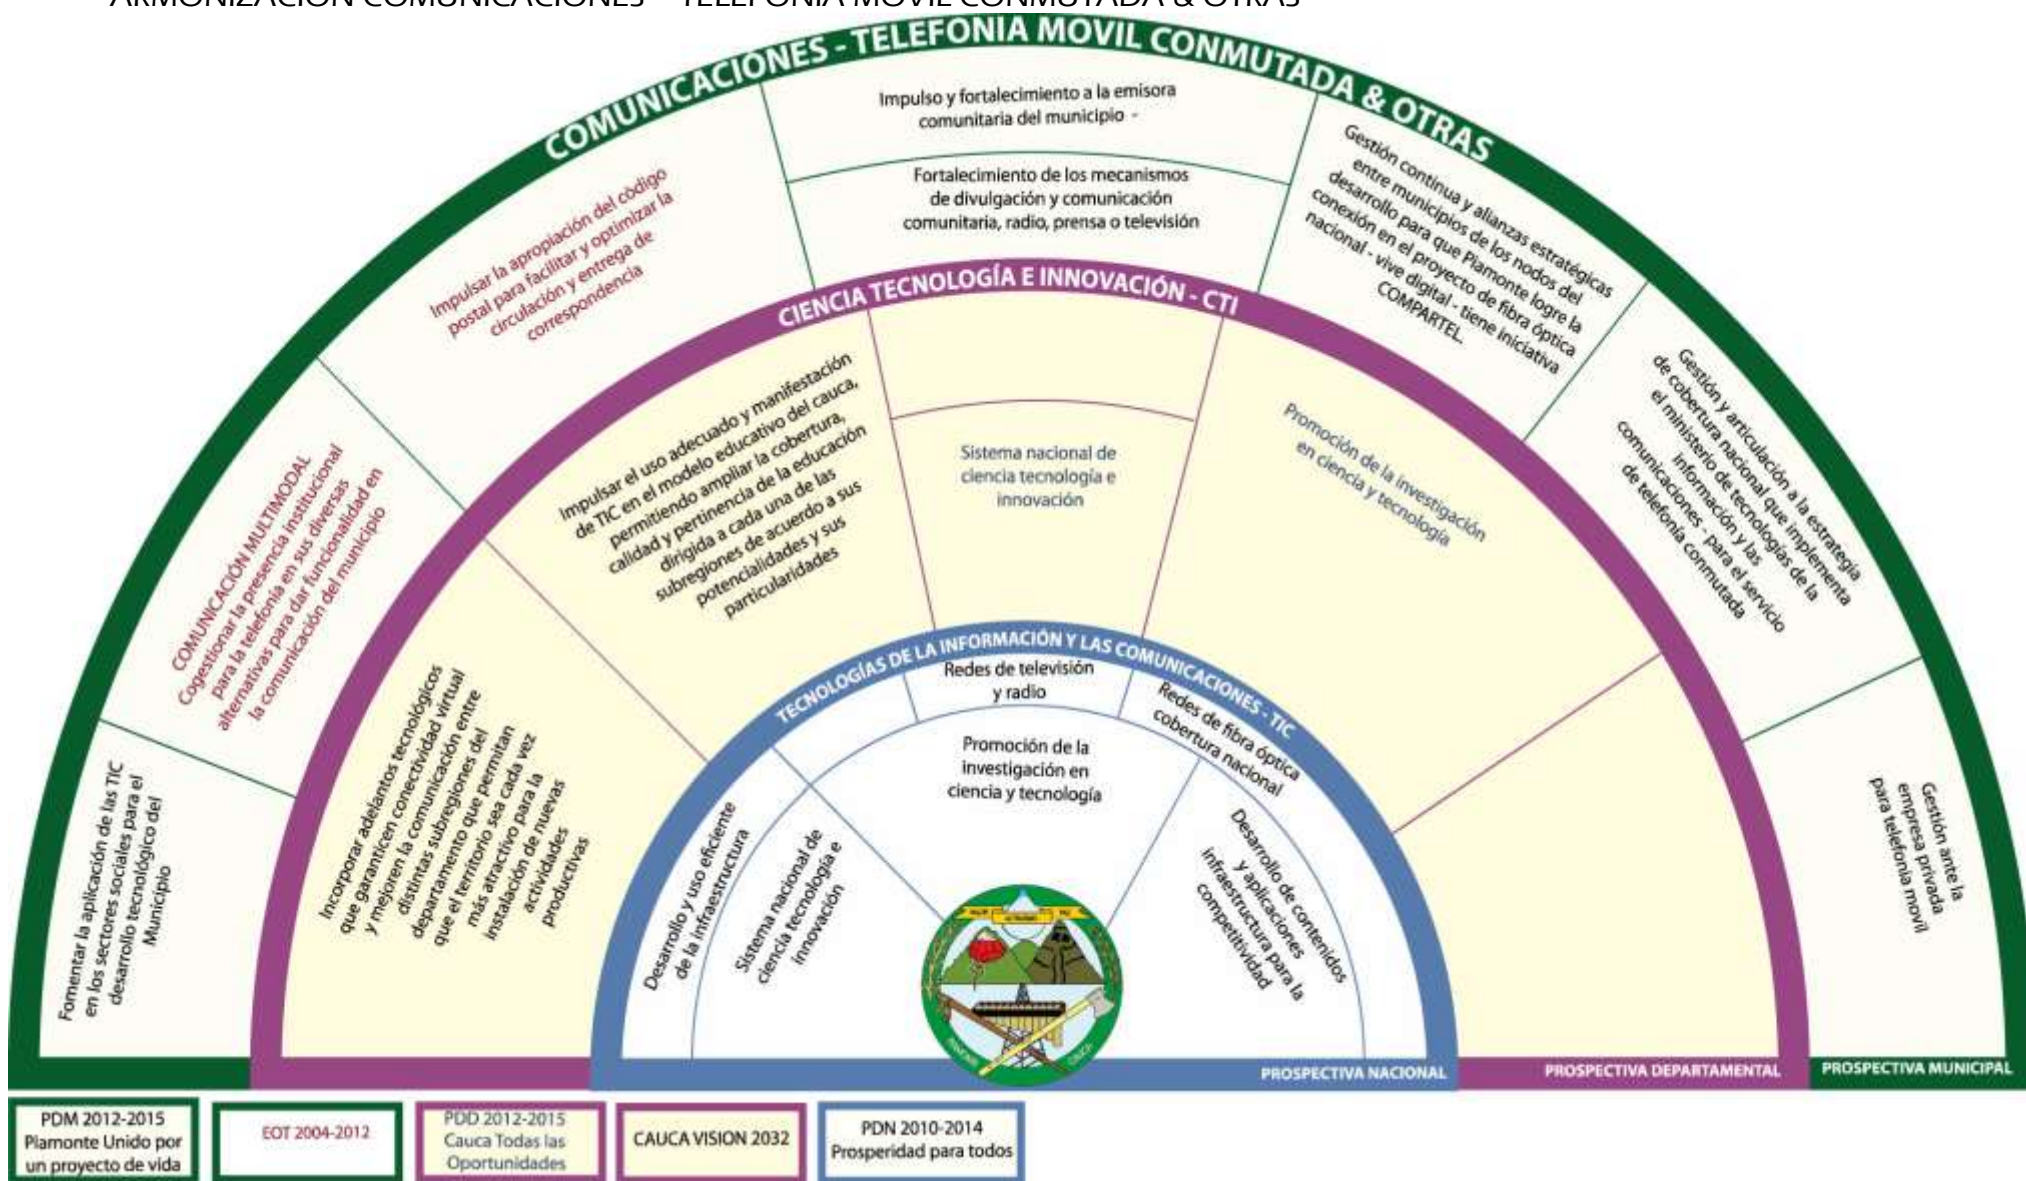 ARMONIZACIÓN COMUNICACIONES – TELEFONÍA MÓVIL CONMUTADA & OTRAS
COMUNICACIONES - TELEFONIA MOVIL CONMUTADA & OTRAS
Fomentar la aplicación de las TIC
en los sectores sociales para el
desarrollo tecnológico del
Municipio
COMUNICACIÓN MULTIMODAL
Cogestionar la presencia institucional
para la telefonía en sus diversas
alternativas para dar funcionalidad en
la comunicación del municipio
Impulsar la apropiación del código
postal para facilitar y optimizar la
circulación y entrega de
correspondencia
Impulso y fortalecimiento a la emisora
comunitaria del municipio -
Fortalecimiento de los mecanismos
de divulgación y comunicación
comunitaria, radio, prensa o televisión
Gestión continua y alianzas estratégicas
entre municipios de los nodos del
desarrollo para que Piamonte logre la
conexión en el proyecto de fibra óptica
nacional - vive digital - tiene iniciativa
COMPARTEL.
Gestión y articulación a la estrategia
de cobertura nacional que implementa
el ministerio de tecnologías de la
información y las
comunicaciones - para el servicio
de telefonía conmutada
Gestión ante la
empresa privada
para telefonía movil
CIENCIA TECNOLOGÍA E INNOVACIÓN - CTI
Incorporar adelantos tecnológicos
que garanticen conectividad virtual
y mejoren la comunicación entre
distintas subregiones del
departamento que permitan
que el territorio sea cada vez
más atractivo para la
instalación de nuevas
actividades
productivas
Impulsar el uso adecuado y manifestación
de TIC en el modelo educativo del cauca,
permitiendo ampliar la cobertura,
calidad y pertinencia de la educación
dirigida a cada una de las
subregiones de acuerdo a sus
potencialidades y sus
particularidades
Sistema nacional de
ciencia tecnología e
innovación
Promoción de la investigación
en ciencia y tecnología
TECNOLOGÍAS DE LA INFORMACIÓN Y LAS COMUNICACIONES - TIC
Desarrollo y uso eficiente
de la infraestructura
Redes de televisión
y radio
Redes de fibra óptica
cobertura nacional
Sistema nacional de
ciencia tecnología e
innovación
Promoción de la
investigación en
ciencia y tecnología
Desarrollo de contenidos
y aplicaciones
infraestructura para la
competitividad
PROSPECTIVA NACIONAL
PROSPECTIVA DEPARTAMENTAL
PROSPECTIVA MUNICIPAL
PDM 2012-2015
Piamonte Unido por
un proyecto de vida
EOT 2004-2012
PDD 2012-2015
Cauca Todas las
Oportunidades
CAUCA VISION 2032
PDN 2010-2014
Prosperidad para todos